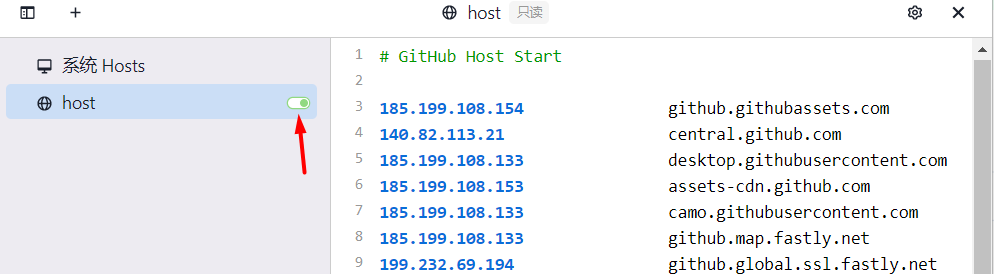 host 只读
系统 Hosts
host
1 # GitHub Host Start
2
3 185.199.108.154 github.githubassets.com
4 140.82.113.21 central.github.com
5 185.199.108.133 desktop.githubusercontent.com
6 185.199.108.153 assets-cdn.github.com
7 185.199.108.133 camo.githubusercontent.com
8 185.199.108.133 github.map.fastly.net
9 199.232.69.194 github.global.ssl.fastly.net